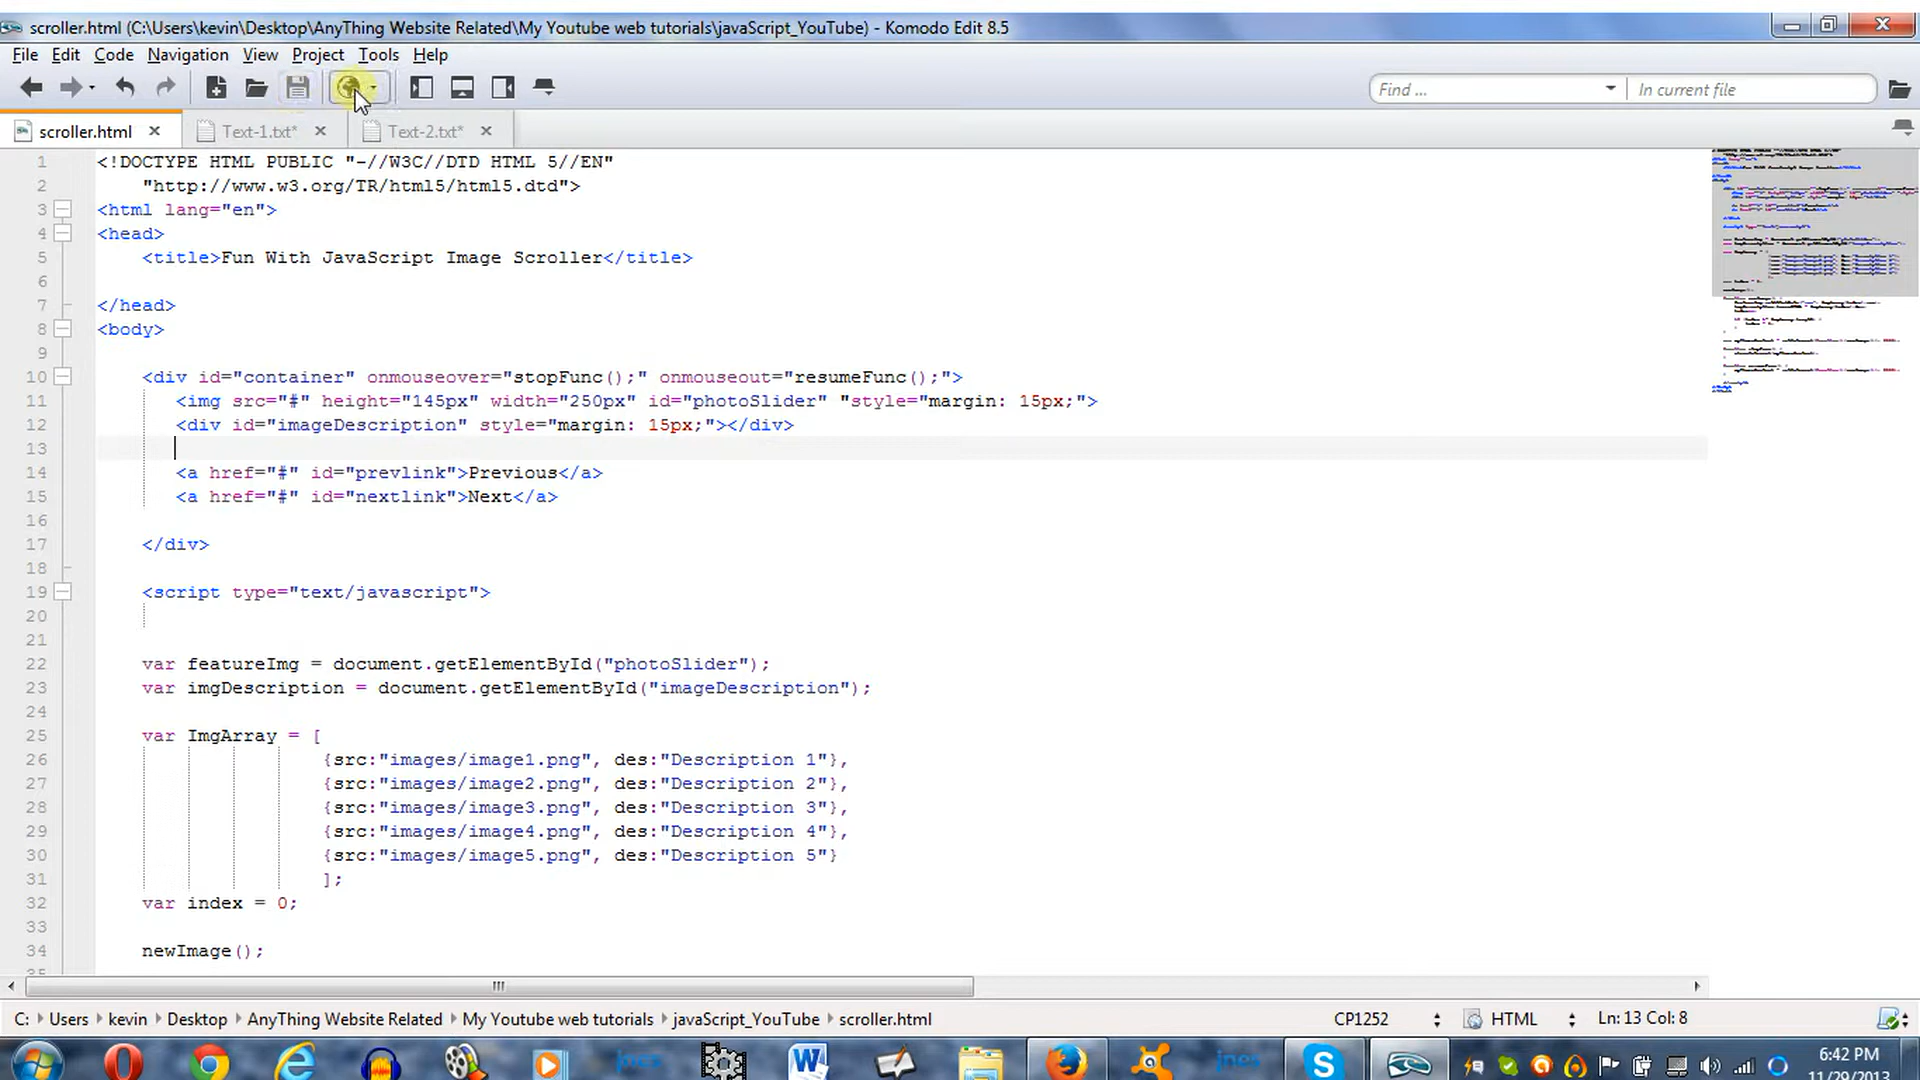 scroller.html (C:\Users\kevin\Desktop\AnyThing Website Related\My Youtube web tutorials\javaScript_YouTube) - Komodo Edit 8.5
File Edit Code Navigation View Project Tools Help
Find ... In current file
scroller.html Text-1.txt* Text-2.txt*
1 <!DOCTYPE HTML PUBLIC "-//W3C//DTD HTML 5//EN"
2 "http://www.w3.org/TR/html5/html5.dtd">
3 <html lang="en">
4 <head>
5 <title>Fun With JavaScript Image Scroller</title>
6
7 </head>
8 <body>
9
10 <div id="container" onmouseover="stopFunc();" onmouseout="resumeFunc();">
11 <img src="#" height="145px" width="250px" id="photoSlider" "style="margin: 15px;">
12 <div id="imageDescription" style="margin: 15px;"></div>
13
14 <a href="#" id="prevlink">Previous</a>
15 <a href="#" id="nextlink">Next</a>
16
17 </div>
18
19 <script type="text/javascript">
20
21
22 var featureImg = document.getElementById("photoSlider");
23 var imgDescription = document.getElementById("imageDescription");
24
25 var ImgArray = [
26 {src:"images/image1.png", des:"Description 1"},
27 {src:"images/image2.png", des:"Description 2"},
28 {src:"images/image3.png", des:"Description 3"},
29 {src:"images/image4.png", des:"Description 4"},
30 {src:"images/image5.png", des:"Description 5"}
31 ];
32 var index = 0;
33
34 newImage();
35
C: Users kevin Desktop AnyThing Website Related My Youtube web tutorials javaScript_YouTube scroller.html CP1252 HTML Ln: 13 Col: 8
6:42 PM
11/29/2013